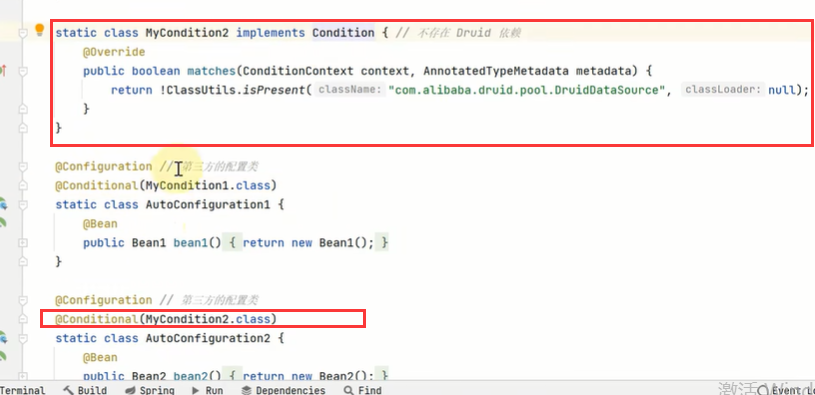 static class MyCondition2 implements Condition { // 不存在 Druid 依赖
@Override
public boolean matches(ConditionContext context, AnnotatedTypeMetadata metadata) {
return !ClassUtils.isPresent( className: "com.alibaba.druid.pool.DruidDataSource", classLoader: null);
}
}
@Configuration // 第三方的配置类
@Conditional(MyCondition1.class)
static class AutoConfiguration1 {
@Bean
public Bean1 bean1() { return new Bean1(); }
}
@Configuration // 第三方的配置类
@Conditional(MyCondition2.class)
static class AutoConfiguration2 {
@Bean
public Bean2 bean2() { return new Bean2(); }
Terminal Build Spring Run Dependencies Find Event
激活